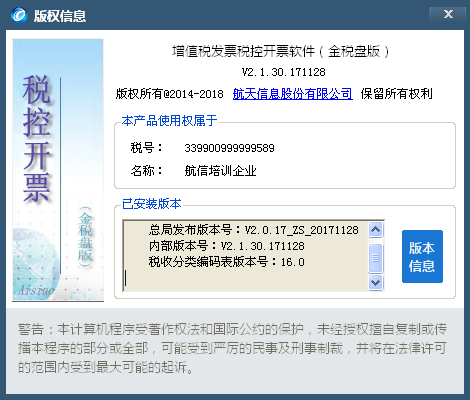 版权信息
增值税发票税控开票软件（金税盘版）
V2.1.30.171128
版权所有@2014-2018 航天信息股份有限公司 保留所有权利
税控开票
（金税盘版）
Aisino
本产品使用权属于
税号： 339900999999589
名称： 航信培训企业
已安装版本
总局发布版本号：V2.0.17_ZS_20171128
内部版本号：V2.1.30.171128
税收分类编码表版本号：16.0
版本
信息
警告：本计算机程序受著作权法和国际公约的保护，未经授权擅自复制或传
播本程序的部分或全部，可能受到严厉的民事及刑事制裁，并将在法律许可
的范围内受到最大可能的起诉。